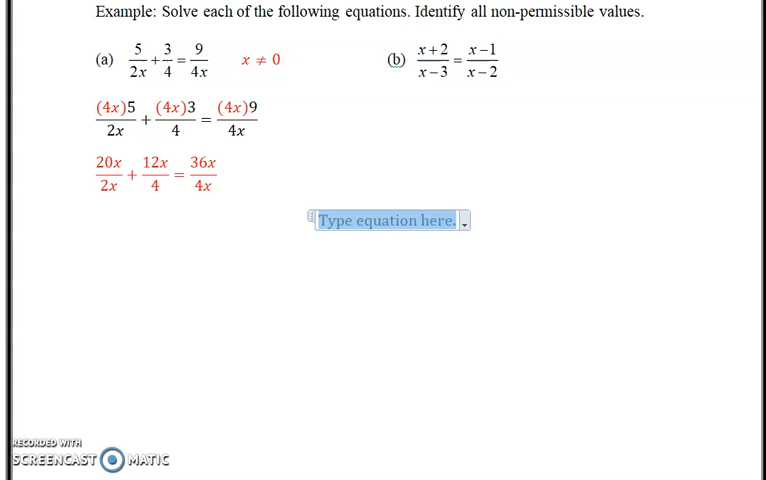 Example: Solve each of the following equations. Identify all non-permissible values.
(a) 5/2x + 3/4 = 9/4x x ≠ 0 (b) x+2/x−3 = x−1/x−2
(4x)5/2x + (4x)3/4 = (4x)9/4x
20x/2x + 12x/4 = 36x/4x
Type equation here.
RECORDED WITH
SCREENCAST MATIC